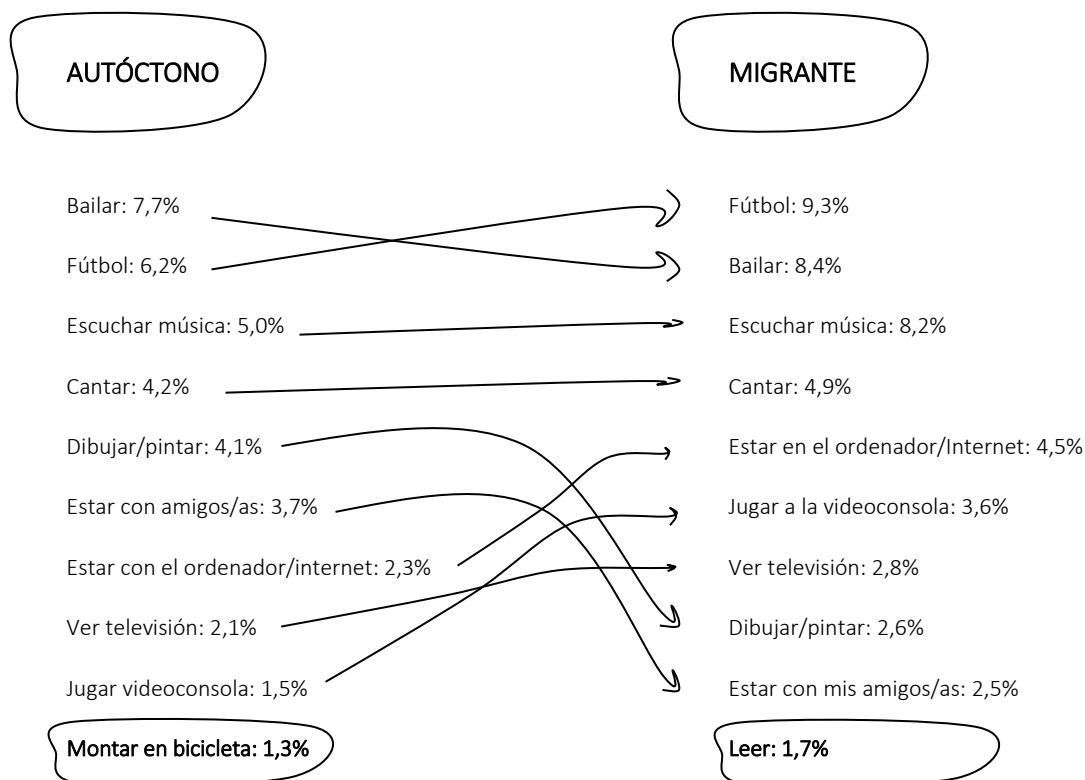 AUTÓCTONO
Bailar: 7,7%
Fútbol: 6,2%
Escuchar música: 5,0%
Cantar: 4,2%
Dibujar/pintar: 4,1%
Estar con amigos/as: 3,7%
Estar con el ordenador/internet: 2,3%
Ver televisión: 2,1%
Jugar videoconsola: 1,5%
Montar en bicicleta: 1,3%
MIGRANTE
Fútbol: 9,3%
Bailar: 8,4%
Escuchar música: 8,2%
Cantar: 4,9%
Estar en el ordenador/Internet: 4,5%
Jugar a la videoconsola: 3,6%
Ver televisión: 2,8%
Dibujar/pintar: 2,6%
Estar con mis amigos/as: 2,5%
Leer: 1,7%